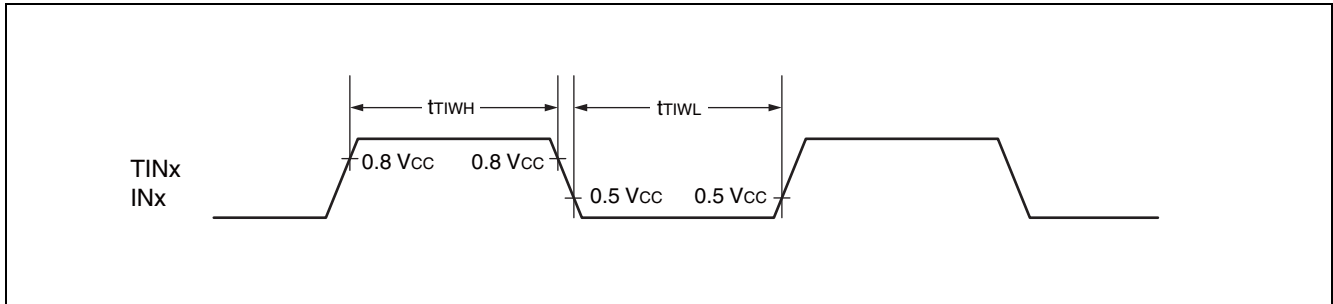 tTIWH tTIWL
TINx
INx
0.8 VCC 0.8 VCC
0.5 VCC 0.5 VCC